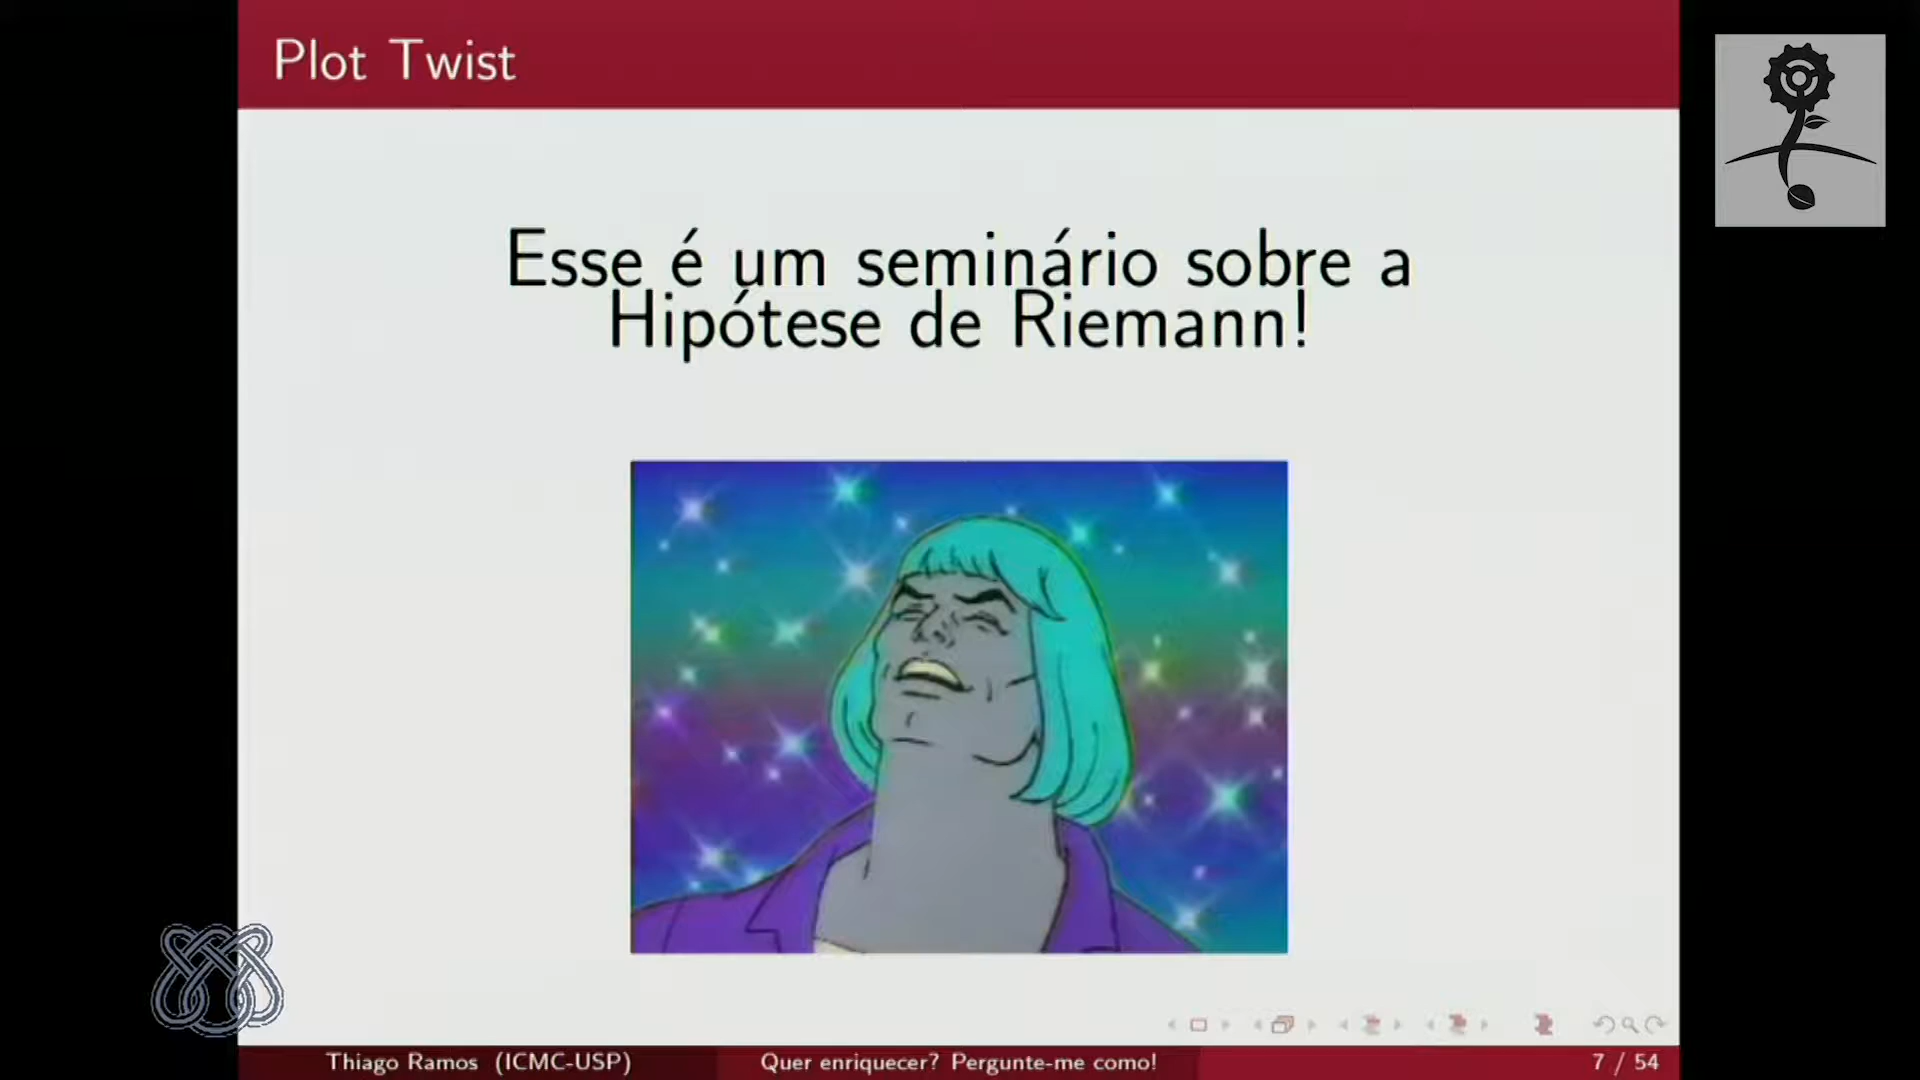 Plot Twist
Esse é um seminário sobre a
Hipótese de Riemann!
Thiago Ramos (ICMC-USP)
Quer enriquecer? Pergunte-me como!
7 / 54